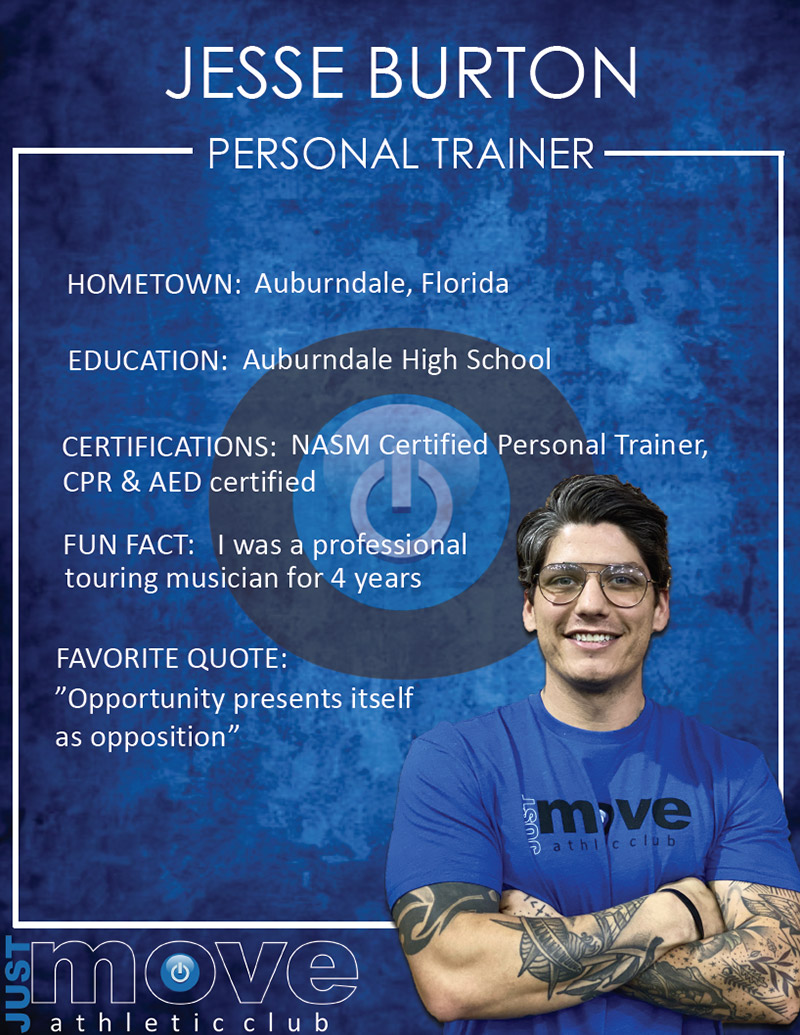 JESSE BURTON
PERSONAL TRAINER
HOMETOWN: Auburndale, Florida
EDUCATION: Auburndale High School
CERTIFICATIONS: NASM Certified Personal Trainer,
CPR & AED certified
FUN FACT: I was a professional
touring musician for 4 years
FAVORITE QUOTE:
”Opportunity presents itself
as opposition”
JUST move
athletic club
JUST move
athletic club